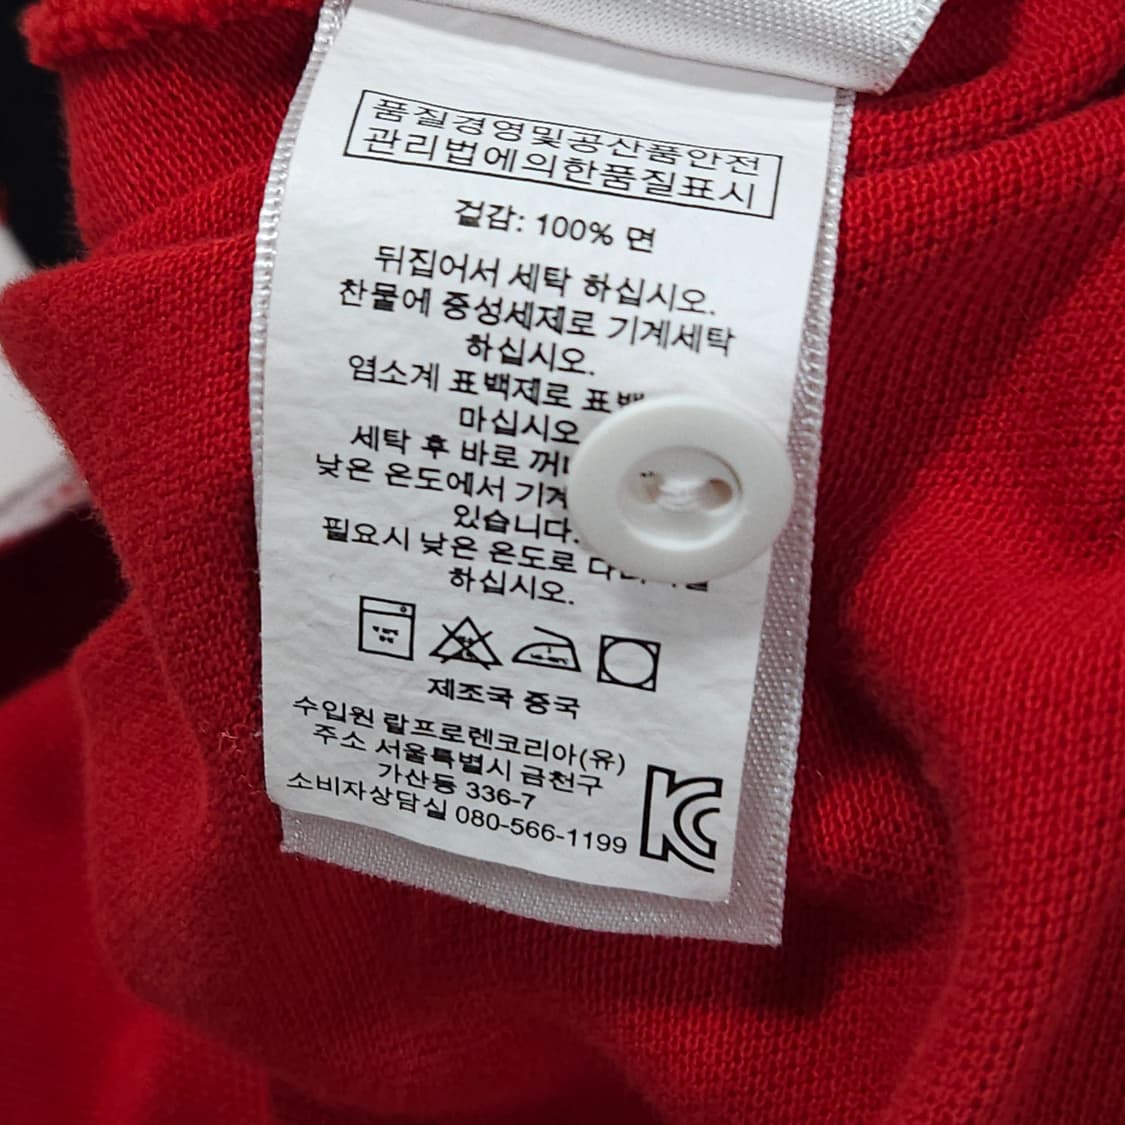 품질경영및공산품안전
관리법에의한품질표시
겉감: 100% 면
뒤집어서 세탁 하십시오.
찬물에 중성세제로 기계세탁
하십시오.
염소계 표백제로
마십시오
세탁 후 바로
낮은 온도에서
있습니다.
필요시 낮은 온도로
하십시오.
제조국 중국
수입원 랄프로렌코리아(유)
주소 서울특별시 금천구
가산동 336-7
소비자상담실 080-566-1199
KC